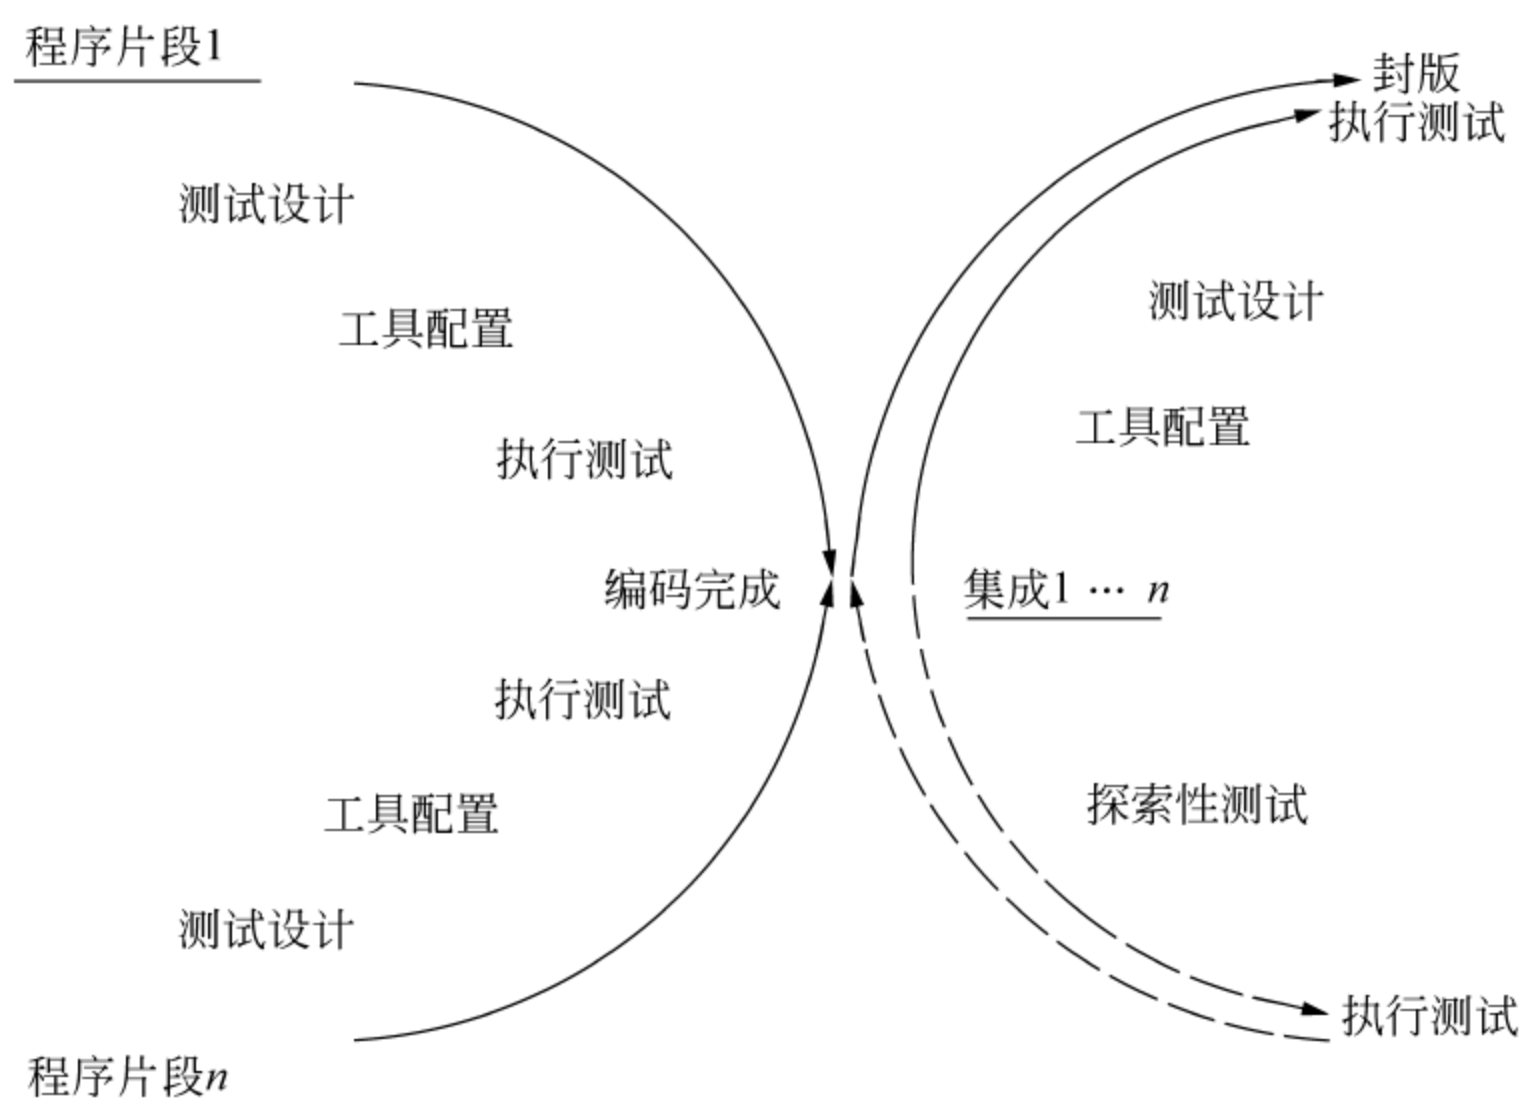 程序片段1
测试设计
工具配置
执行测试
编码完成
执行测试
工具配置
测试设计
程序片段n
封版
执行测试
测试设计
工具配置
集成1 … n
探索性测试
执行测试